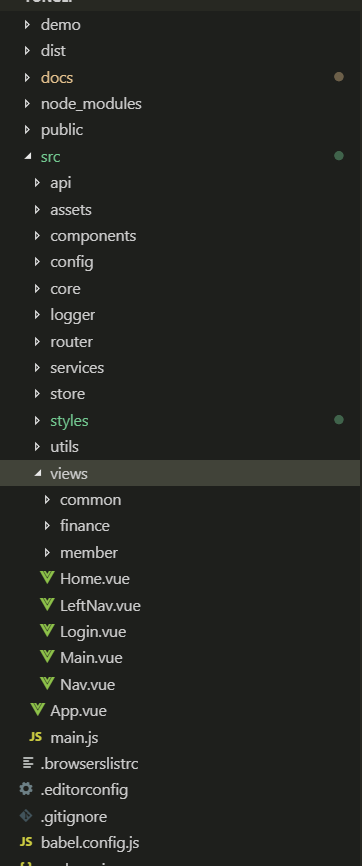 demo
dist
docs
node_modules
public
src
api
assets
components
config
core
logger
router
services
store
styles
utils
views
common
finance
member
Home.vue
LeftNav.vue
Login.vue
Main.vue
Nav.vue
App.vue
JS main.js
.browserslistrc
.editorconfig
.gitignore
JS babel.config.js